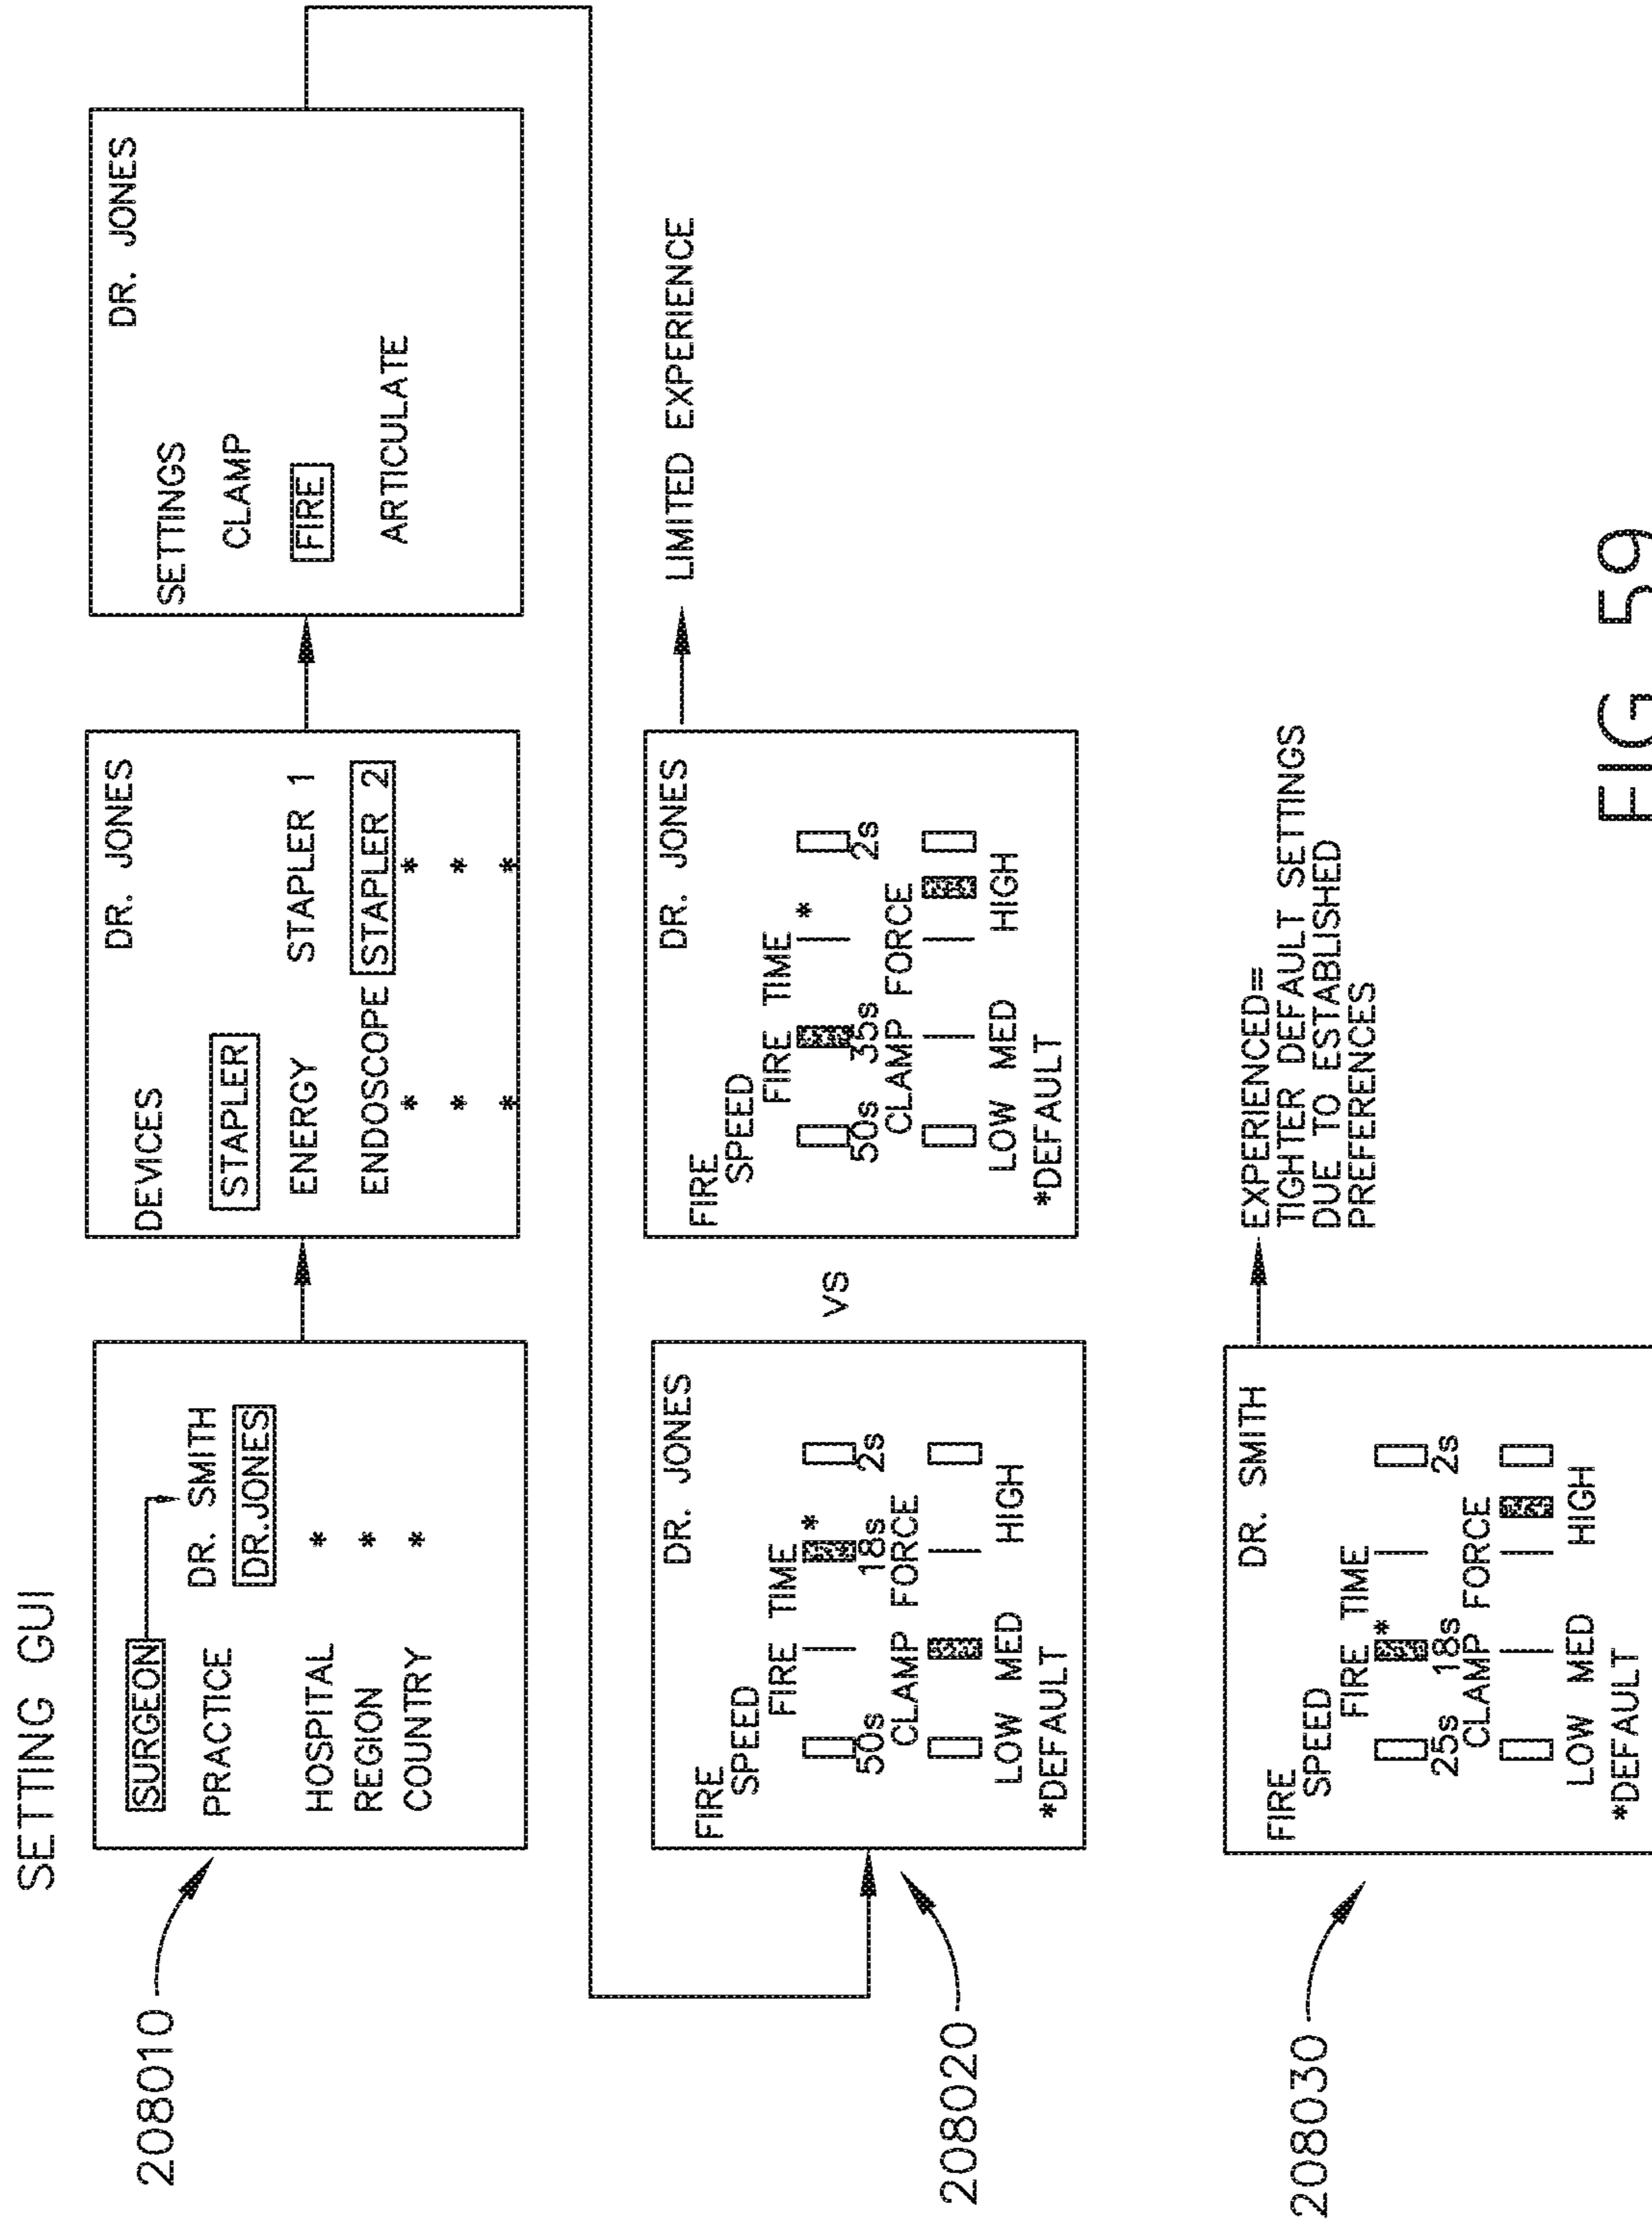 SETTING GUI
208010
SURGEON
PRACTICE DR. SMITH
DR.JONES
HOSPITAL *
REGION *
COUNTRY *
DEVICES DR. JONES
STAPLER
ENERGY STAPLER 1
ENDOSCOPE STAPLER 2
* *
* *
* *
DR. JONES
SETTINGS
CLAMP
FIRE
ARTICULATE
208020
DR. JONES
FIRE
SPEED
FIRE TIME
*
50s 18s 2s
CLAMP FORCE
LOW MED HIGH
*DEFAULT
VS
DR. JONES
FIRE
SPEED
FIRE TIME
*
50s 35s 2s
CLAMP FORCE
LOW MED HIGH
*DEFAULT
LIMITED EXPERIENCE
208030
DR. SMITH
FIRE
SPEED
FIRE TIME
*
25s 18s 2s
CLAMP FORCE
LOW MED HIGH
*DEFAULT
EXPERIENCED=
TIGHTER DEFAULT SETTINGS
DUE TO ESTABLISHED
PREFERENCES
FIG 59